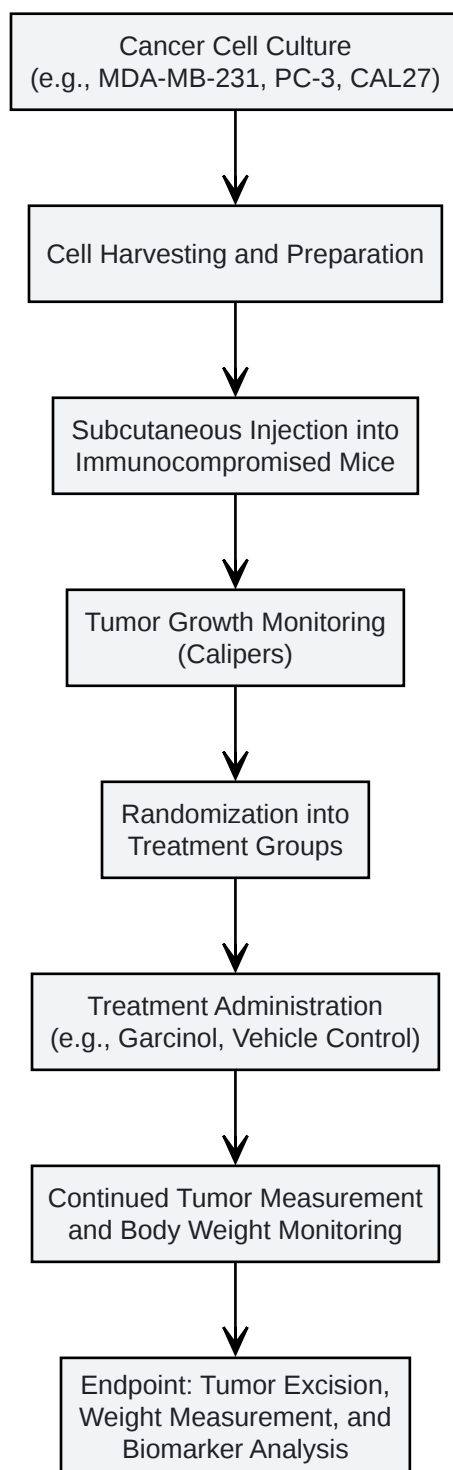 Cancer Cell Culture
(e.g., MDA-MB-231, PC-3, CAL27)
Cell Harvesting and Preparation
Subcutaneous Injection into
Immunocompromised Mice
Tumor Growth Monitoring
(Calipers)
Randomization into
Treatment Groups
Treatment Administration
(e.g., Garcinol, Vehicle Control)
Continued Tumor Measurement
and Body Weight Monitoring
Endpoint: Tumor Excision,
Weight Measurement, and
Biomarker Analysis